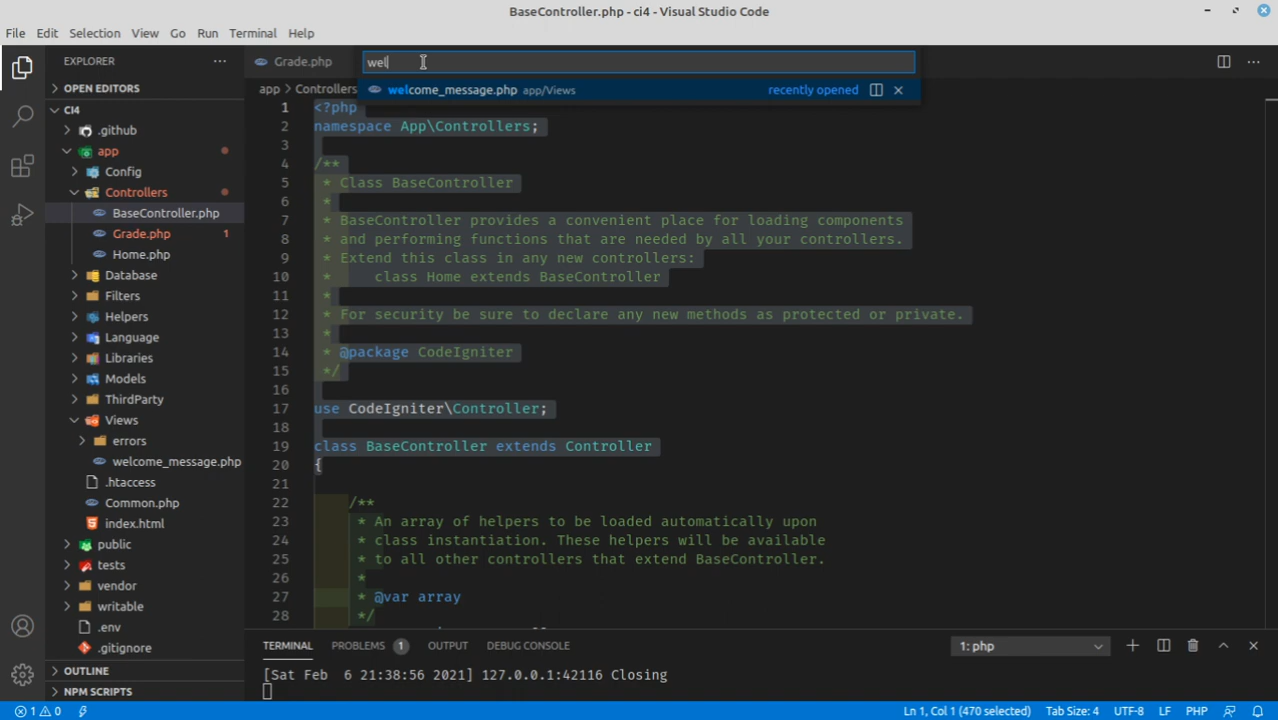 BaseController.php - ci4 - Visual Studio Code
File Edit Selection View Go Run Terminal Help
EXPLORER
OPEN EDITORS
CI4
.github
app
Config
Controllers
BaseController.php
Grade.php 1
Home.php
Database
Filters
Helpers
Language
Libraries
Models
ThirdParty
Views
errors
welcome_message.php
.htaccess
Common.php
index.html
public
tests
vendor
writable
.env
.gitignore
OUTLINE
NPM SCRIPTS
Grade.php
wel
welcome_message.php app/Views recently opened
app > Controllers
1 <?php
2 namespace App\Controllers;
3
4 /**
5 * Class BaseController
6 *
7 * BaseController provides a convenient place for loading components
8 * and performing functions that are needed by all your controllers.
9 * Extend this class in any new controllers:
10 * class Home extends BaseController
11 *
12 * For security be sure to declare any new methods as protected or private.
13 *
14 * @package CodeIgniter
15 */
16
17 use CodeIgniter\Controller;
18
19 class BaseController extends Controller
20 {
21
22 /**
23 * An array of helpers to be loaded automatically upon
24 * class instantiation. These helpers will be available
25 * to all other controllers that extend BaseController.
26 *
27 * @var array
28 */
TERMINAL PROBLEMS 1 OUTPUT DEBUG CONSOLE 1: php
[Sat Feb 6 21:38:56 2021] 127.0.0.1:42116 Closing
1 0 Ln 1, Col 1 (470 selected) Tab Size: 4 UTF-8 LF PHP